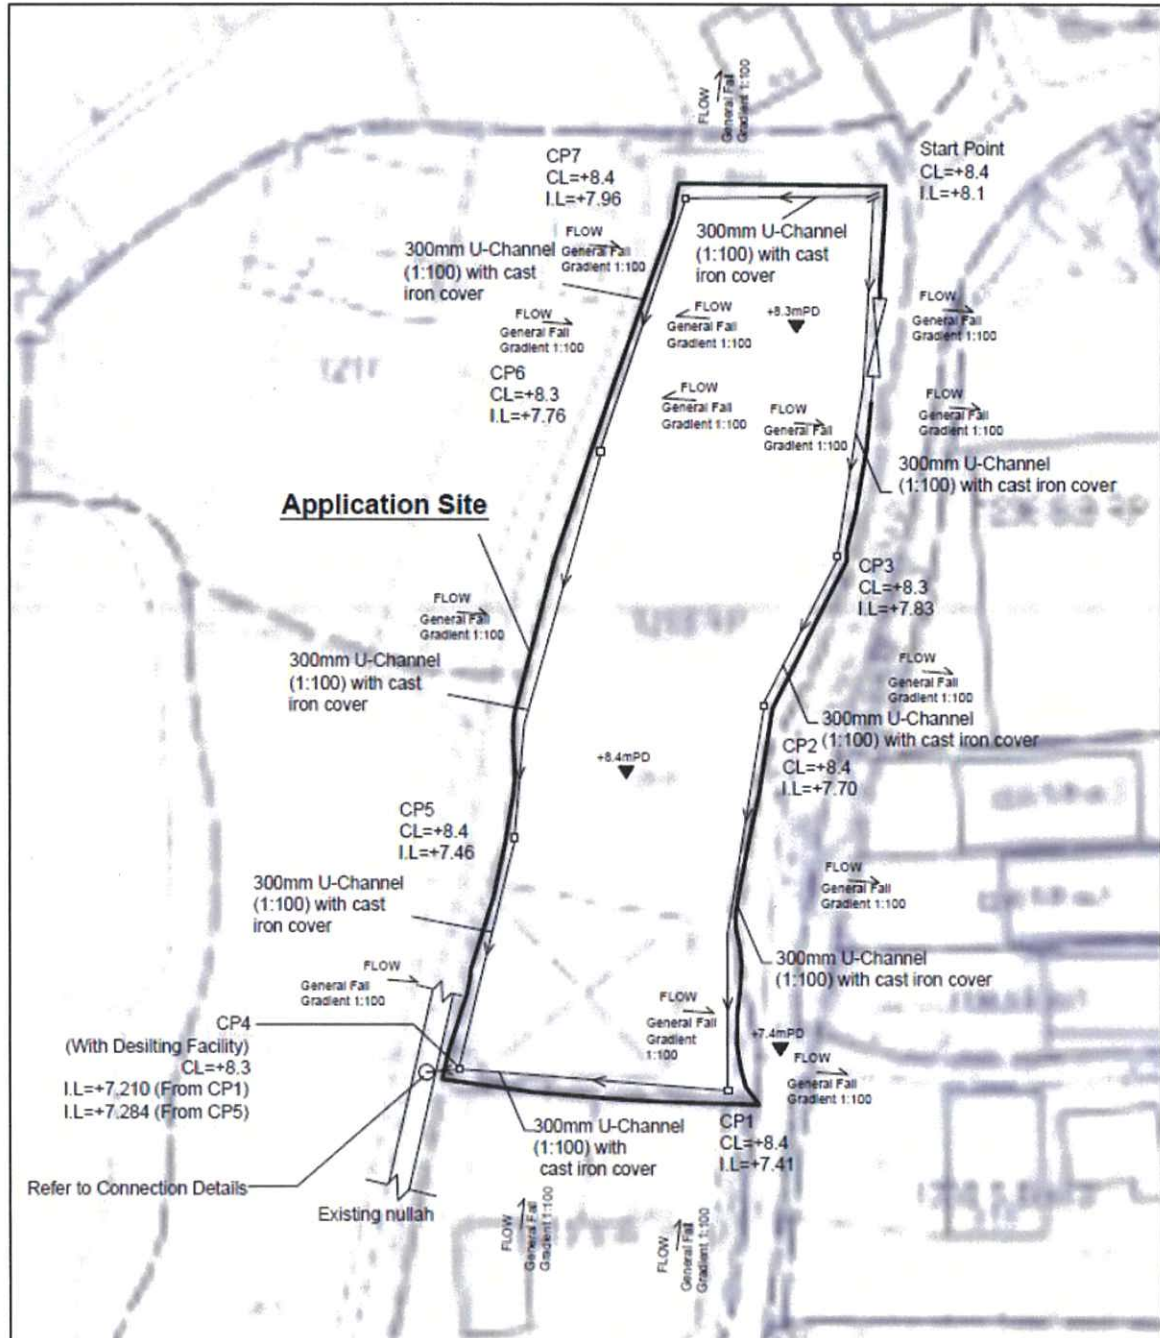 FLOW
General Fall
Gradient 1:100
Start Point
CL=+8.4
I.L=+8.1
CP7
CL=+8.4
I.L=+7.96
300mm U-Channel
(1:100) with cast
iron cover
FLOW
General Fall
Gradient 1:100
300mm U-Channel
(1:100) with cast
iron cover
FLOW
General Fall
Gradient 1:100
FLOW
General Fall
Gradient 1:100
+8.3mPD
FLOW
General Fall
Gradient 1:100
CP6
CL=+8.3
I.L=+7.76
FLOW
General Fall
Gradient 1:100
FLOW
General Fall
Gradient 1:100
FLOW
General Fall
Gradient 1:100
300mm U-Channel
(1:100) with cast iron cover
Application Site
CP3
CL=+8.3
I.L=+7.83
FLOW
General Fall
Gradient 1:100
300mm U-Channel
(1:100) with cast
iron cover
FLOW
General Fall
Gradient 1:100
300mm U-Channel
(1:100) with cast iron cover
CP2
CL=+8.4
I.L=+7.70
+8.4mPD
CP5
CL=+8.4
I.L=+7.46
300mm U-Channel
(1:100) with cast
iron cover
FLOW
General Fall
Gradient 1:100
300mm U-Channel
(1:100) with cast iron cover
FLOW
General Fall
Gradient 1:100
FLOW
General Fall
Gradient
1:100
+7.4mPD
FLOW
General Fall
Gradient 1:100
CP4
(With Desilting Facility)
CL=+8.3
I.L=+7.210 (From CP1)
I.L=+7.284 (From CP5)
300mm U-Channel
(1:100) with
cast iron cover
CP1
CL=+8.4
I.L=+7.41
Refer to Connection Details
Existing nullah
FLOW
General Fall
Gradient 1:100
FLOW
General Fall
Gradient 1:100